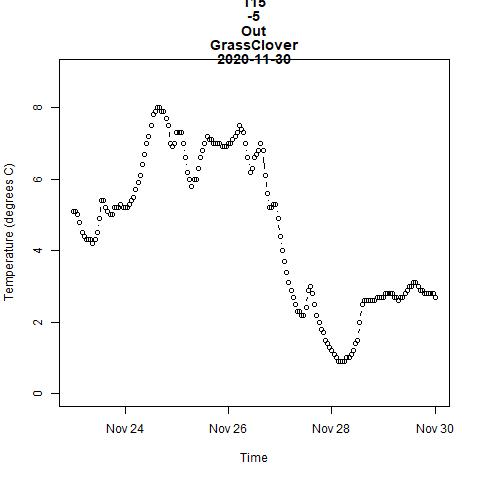 T15
-5
Out
GrassClover
2020-11-30
Temperature (degrees C)
8
6
4
2
0
Nov 24
Nov 26
Nov 28
Nov 30
Time